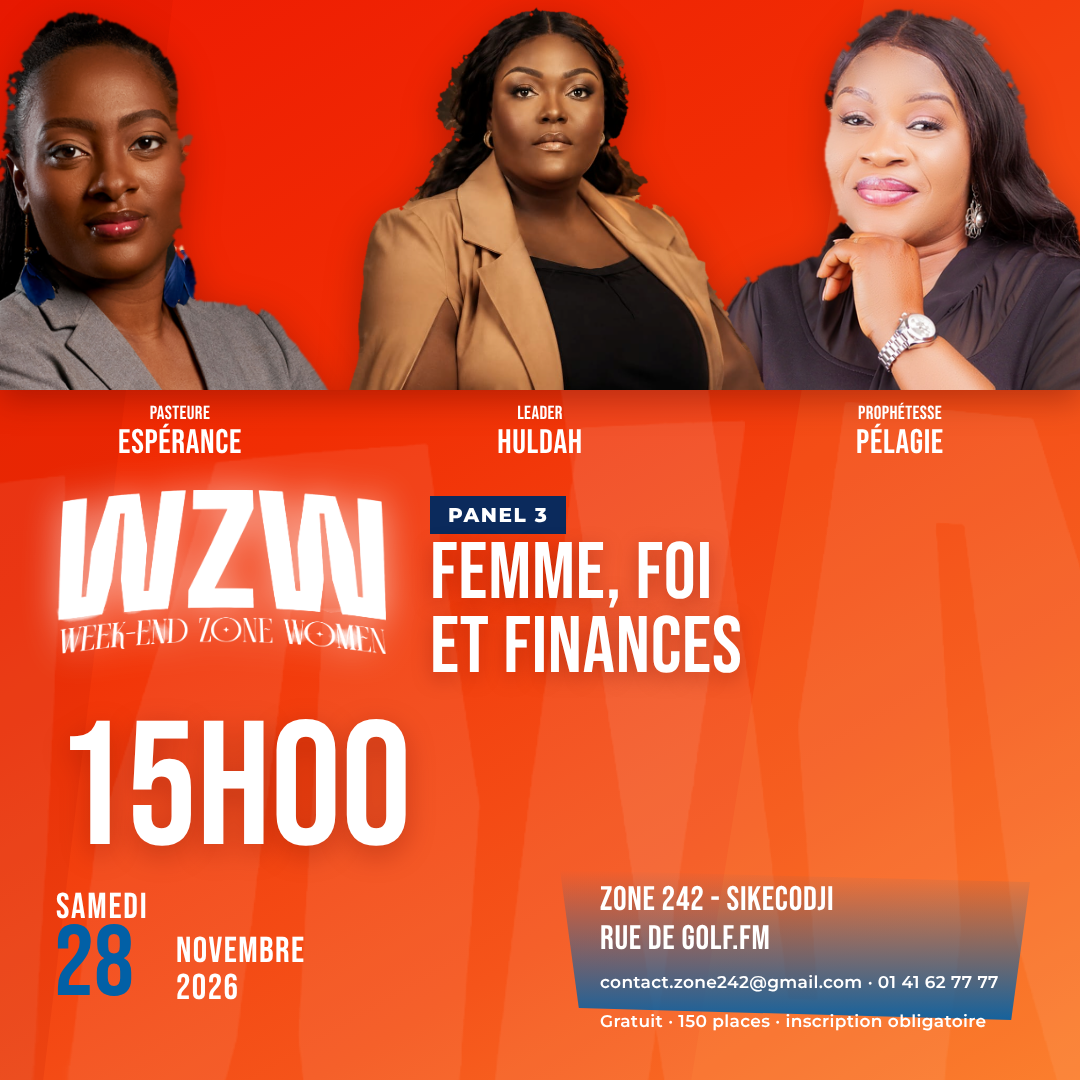 PASTEURE
ESPÉRANCE
LEADER
HULDAH
PROPHÉTESSE
PÉLAGIE
WZW
WEEK-END ZONE WOMEN
PANEL 3
FEMME, FOI
ET FINANCES
15H00
SAMEDI
28
NOVEMBRE
2026
ZONE 242 - SIKECODJI
RUE DE GOLF.FM
contact.zone242@gmail.com · 01 41 62 77 77
Gratuit · 150 places · inscription obligatoire